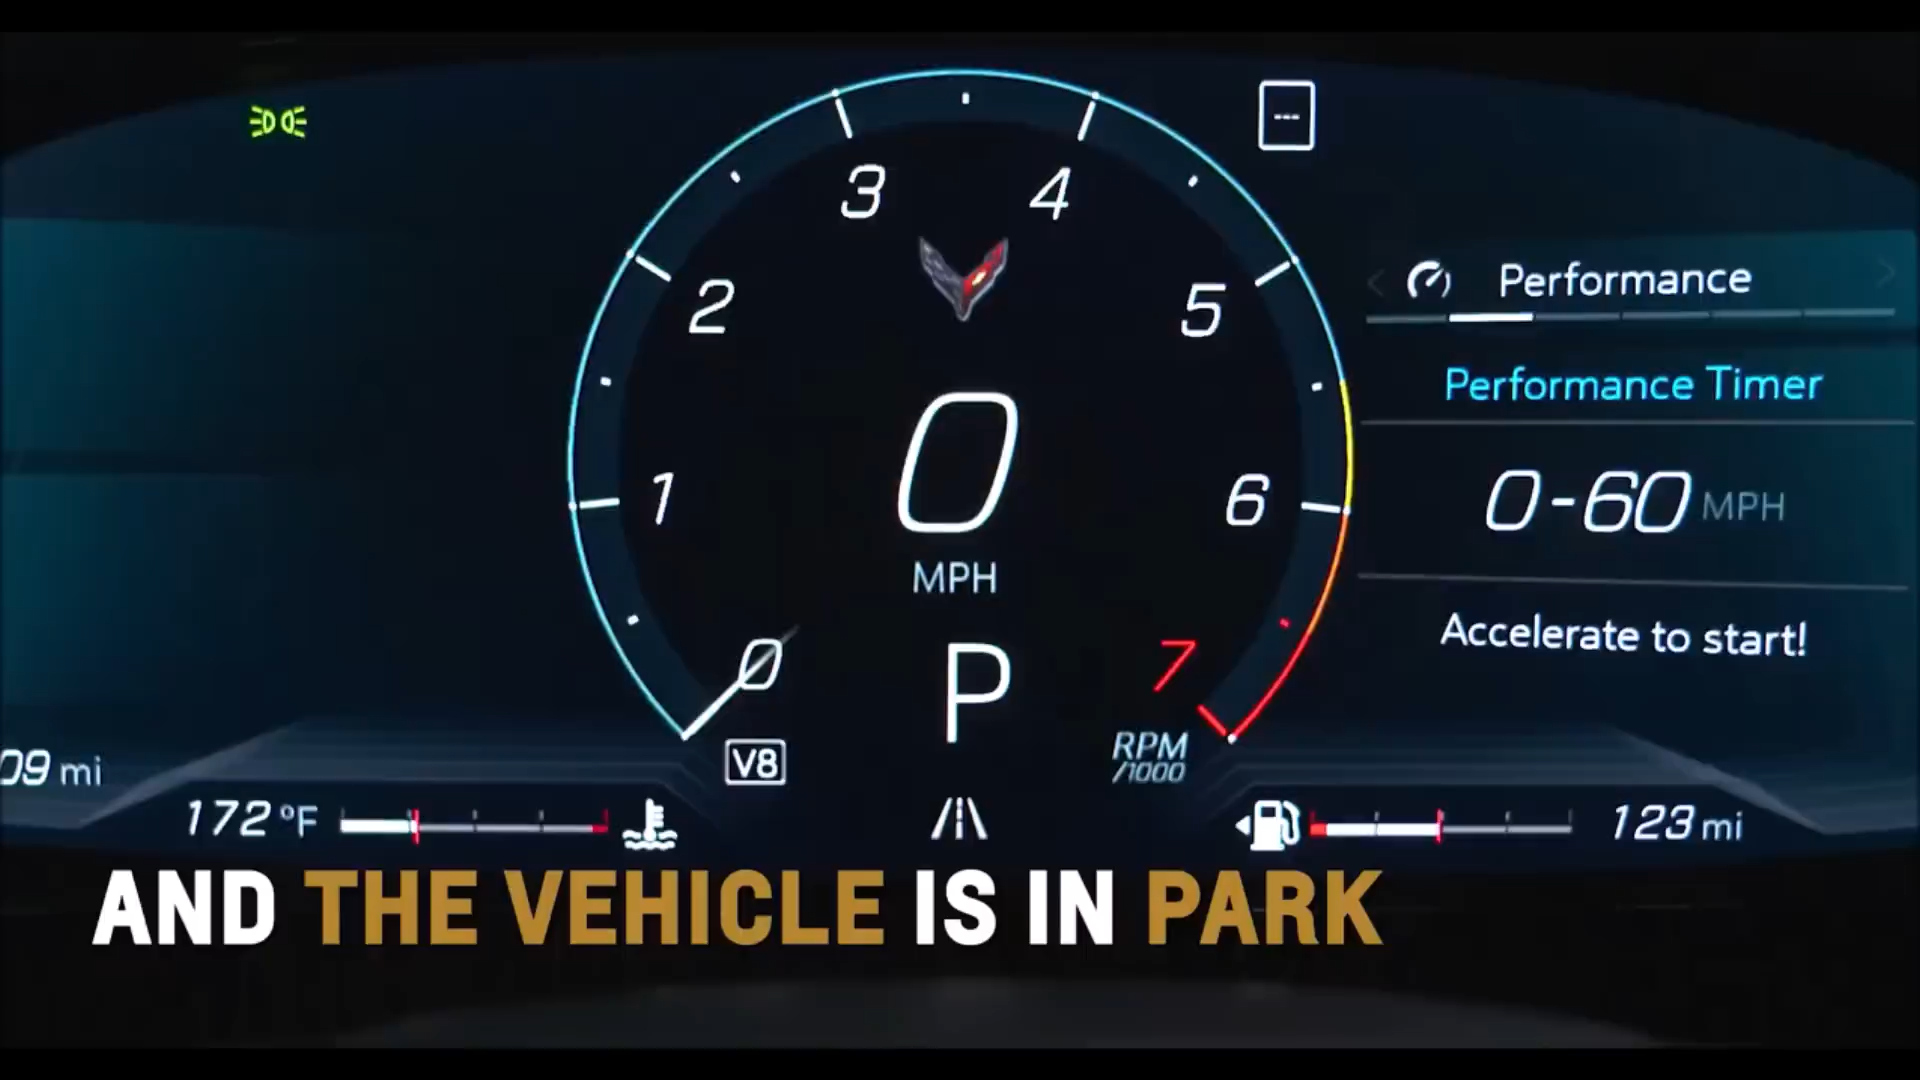 ---
3 4
2 5
1 6
0 7
0
MPH
P
V8
RPM
/1000
Performance
Performance Timer
0-60 MPH
Accelerate to start!
09 mi
172 °F
123 mi
AND THE VEHICLE IS IN PARK